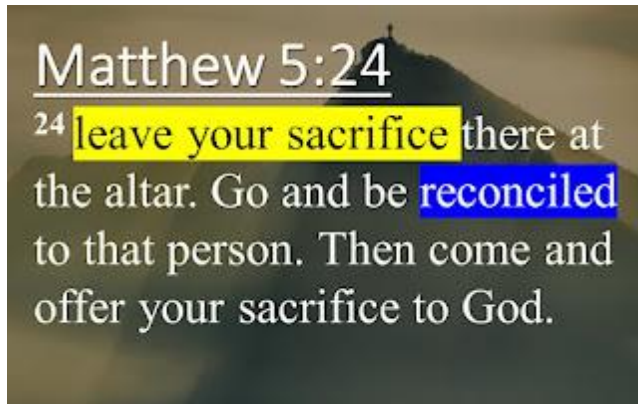 Matthew 5:24
24 leave your sacrifice there at
the altar. Go and be reconciled
to that person. Then come and
offer your sacrifice to God.